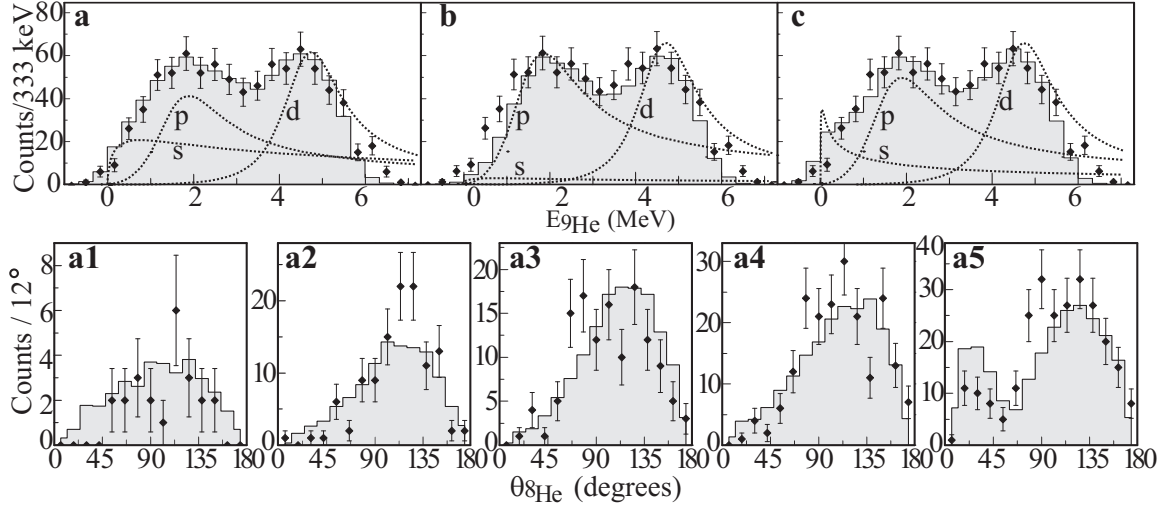 Counts/333 keV
80
60
40
20
0
a
p
s
d
b
p
s
d
c
p
s
d
0 2 4 6
0 2 4 6
0 2 4 6
E9He (MeV)
Counts / 12°
a1
8
6
4
2
0
0 45 90 135 180
a2
20
10
0
0 45 90 135 180
a3
20
15
10
5
0
0 45 90 135 180
a4
30
20
10
0
0 45 90 135 180
a5
40
30
20
10
0
0 45 90 135 180
θ8He (degrees)